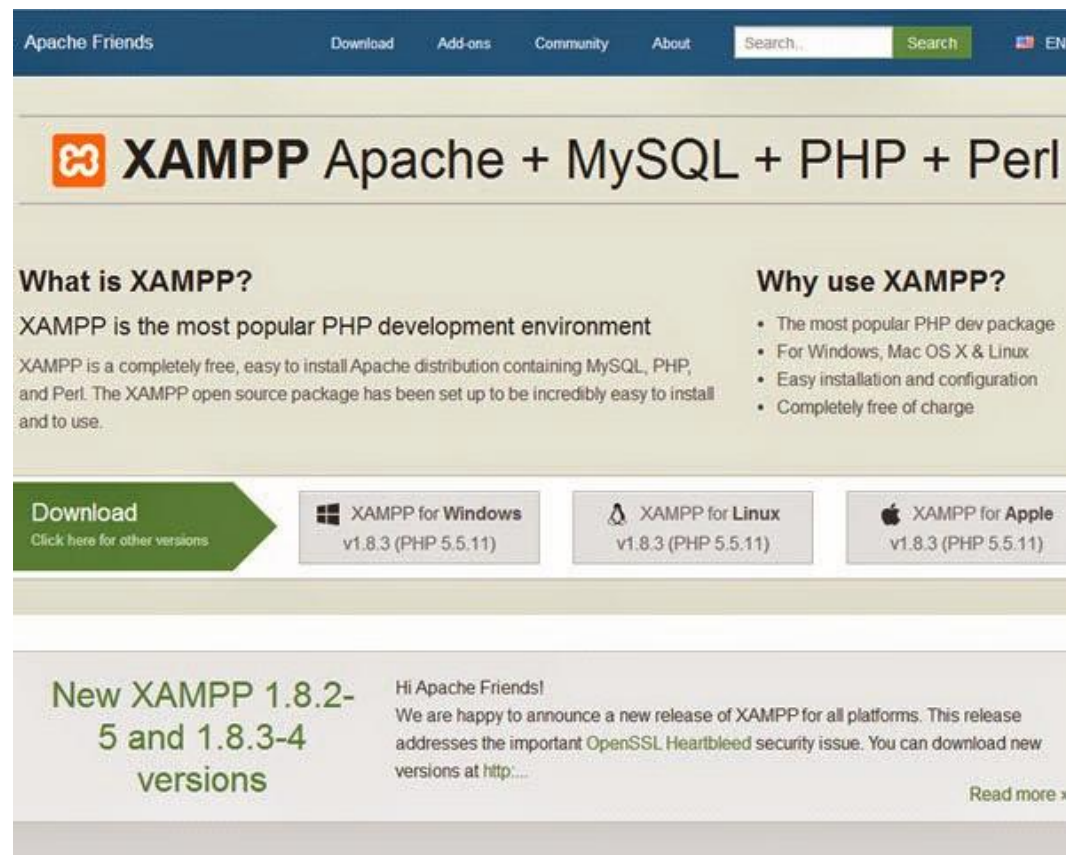 Apache Friends
Download
Add-ons
Community
About
Search..
Search
EN
XAMPP Apache + MySQL + PHP + Perl
What is XAMPP?
XAMPP is the most popular PHP development environment
XAMPP is a completely free, easy to install Apache distribution containing MySQL, PHP,
and Perl. The XAMPP open source package has been set up to be incredibly easy to install
and to use.
Why use XAMPP?
• The most popular PHP dev package
• For Windows, Mac OS X & Linux
• Easy installation and configuration
• Completely free of charge
Download
Click here for other versions
XAMPP for Windows
v1.8.3 (PHP 5.5.11)
XAMPP for Linux
v1.8.3 (PHP 5.5.11)
XAMPP for Apple
v1.8.3 (PHP 5.5.11)
New XAMPP 1.8.2-
5 and 1.8.3-4
versions
Hi Apache Friends!
We are happy to announce a new release of XAMPP for all platforms. This release
addresses the important OpenSSL Heartbleed security issue. You can download new
versions at http:...
Read more »